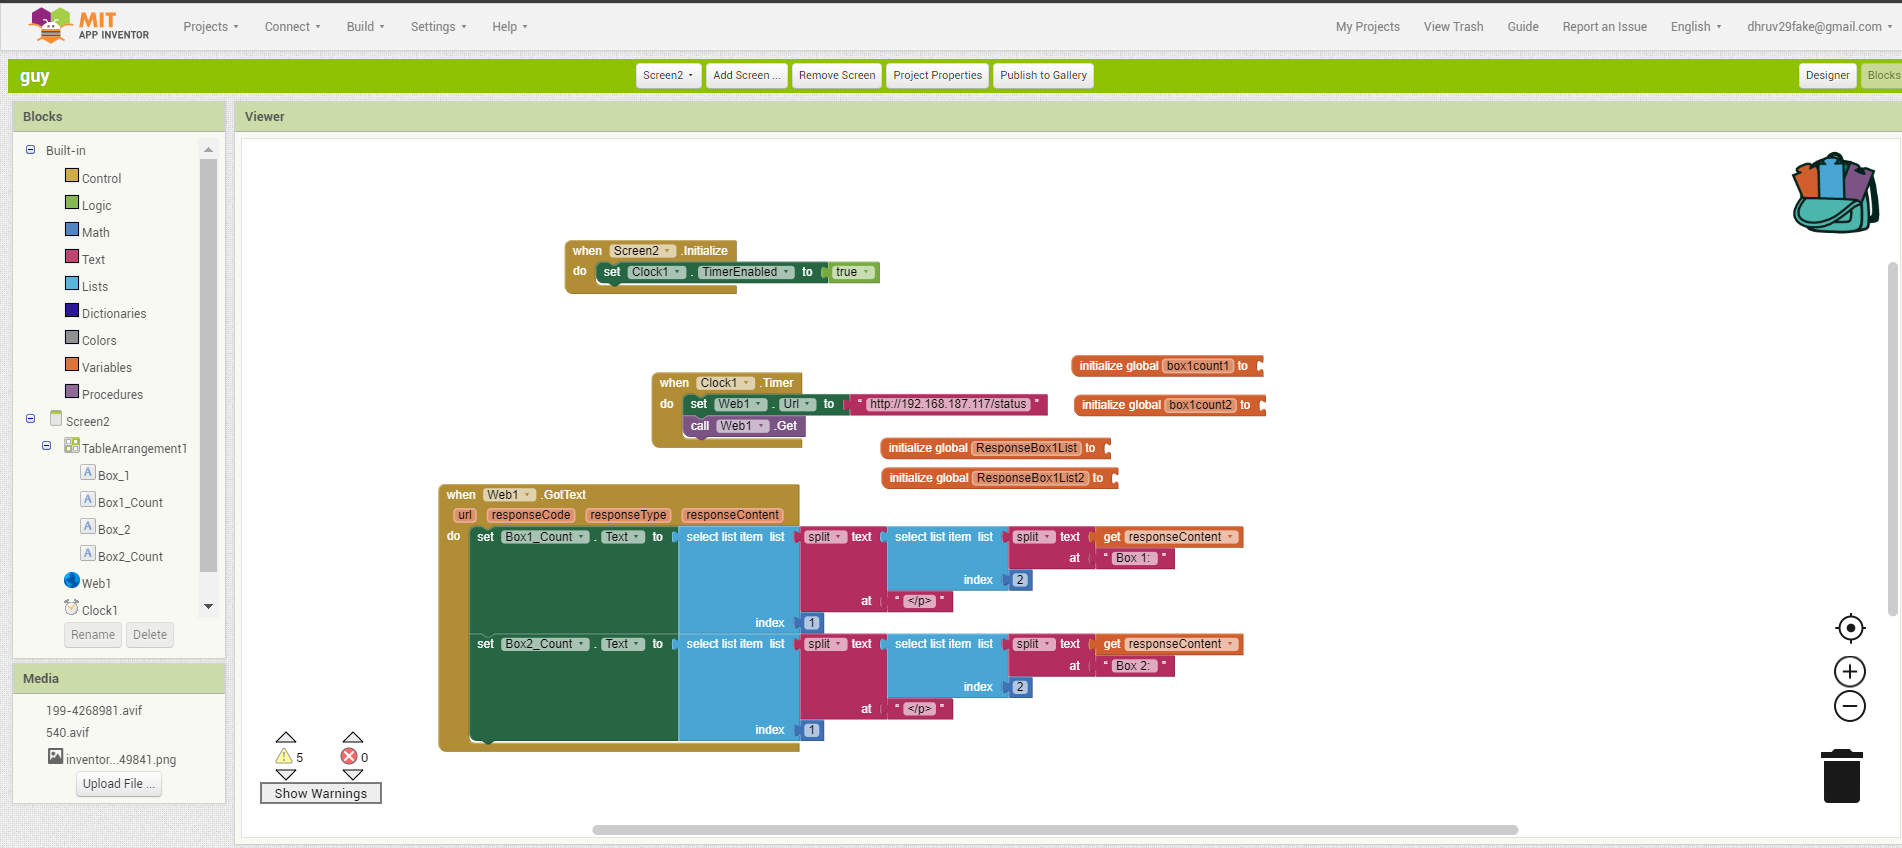 MIT
APP INVENTOR
Projects Connect Build Settings Help My Projects View Trash Guide Report an Issue English dhruv29fake@gmail.com
guy
Screen2 Add Screen ... Remove Screen Project Properties Publish to Gallery Designer Blocks
Blocks
Built-in
Control
Logic
Math
Text
Lists
Dictionaries
Colors
Variables
Procedures
Screen2
TableArrangement1
Box_1
Box1_Count
Box_2
Box2_Count
Web1
Clock1
Rename Delete
Media
199-4268981.avif
540.avif
inventor...49841.png
Upload File ...
Viewer
when Screen2 .Initialize
do set Clock1 . TimerEnabled to true
initialize global box1count1 to
when Clock1 .Timer
do set Web1 . Url to " http://192.168.187.117/status "
initialize global box1count2 to
call Web1 .Get
initialize global ResponseBox1List to
initialize global ResponseBox1List2 to
when Web1 .GotText
url responseCode responseType responseContent
do set Box1_Count . Text to select list item list split text select list item list split text get responseContent
at " Box 1: "
index 2
at " </p> "
index 1
set Box2_Count . Text to select list item list split text select list item list split text get responseContent
at " Box 2: "
index 2
at " </p> "
index 1
5 0
Show Warnings